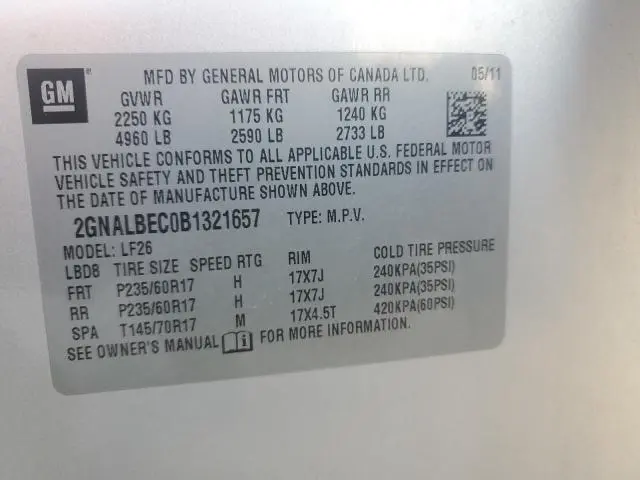 GM MFD BY GENERAL MOTORS OF CANADA LTD. 05/11
GVWR GAWR FRT GAWR RR
2250 KG 1175 KG 1240 KG
4960 LB 2590 LB 2733 LB
THIS VEHICLE CONFORMS TO ALL APPLICABLE U.S. FEDERAL MOTOR
VEHICLE SAFETY AND THEFT PREVENTION STANDARDS IN EFFECT ON
THE DATE OF MANUFACTURE SHOWN ABOVE.
2GNALBEC0B1321657 TYPE: M.P.V.
MODEL: LF26
LBD8 TIRE SIZE SPEED RTG RIM COLD TIRE PRESSURE
FRT P235/60R17 H 17X7J 240KPA(35PSI)
RR P235/60R17 H 17X7J 240KPA(35PSI)
SPA T145/70R17 M 17X4.5T 420KPA(60PSI)
SEE OWNER'S MANUAL i FOR MORE INFORMATION.